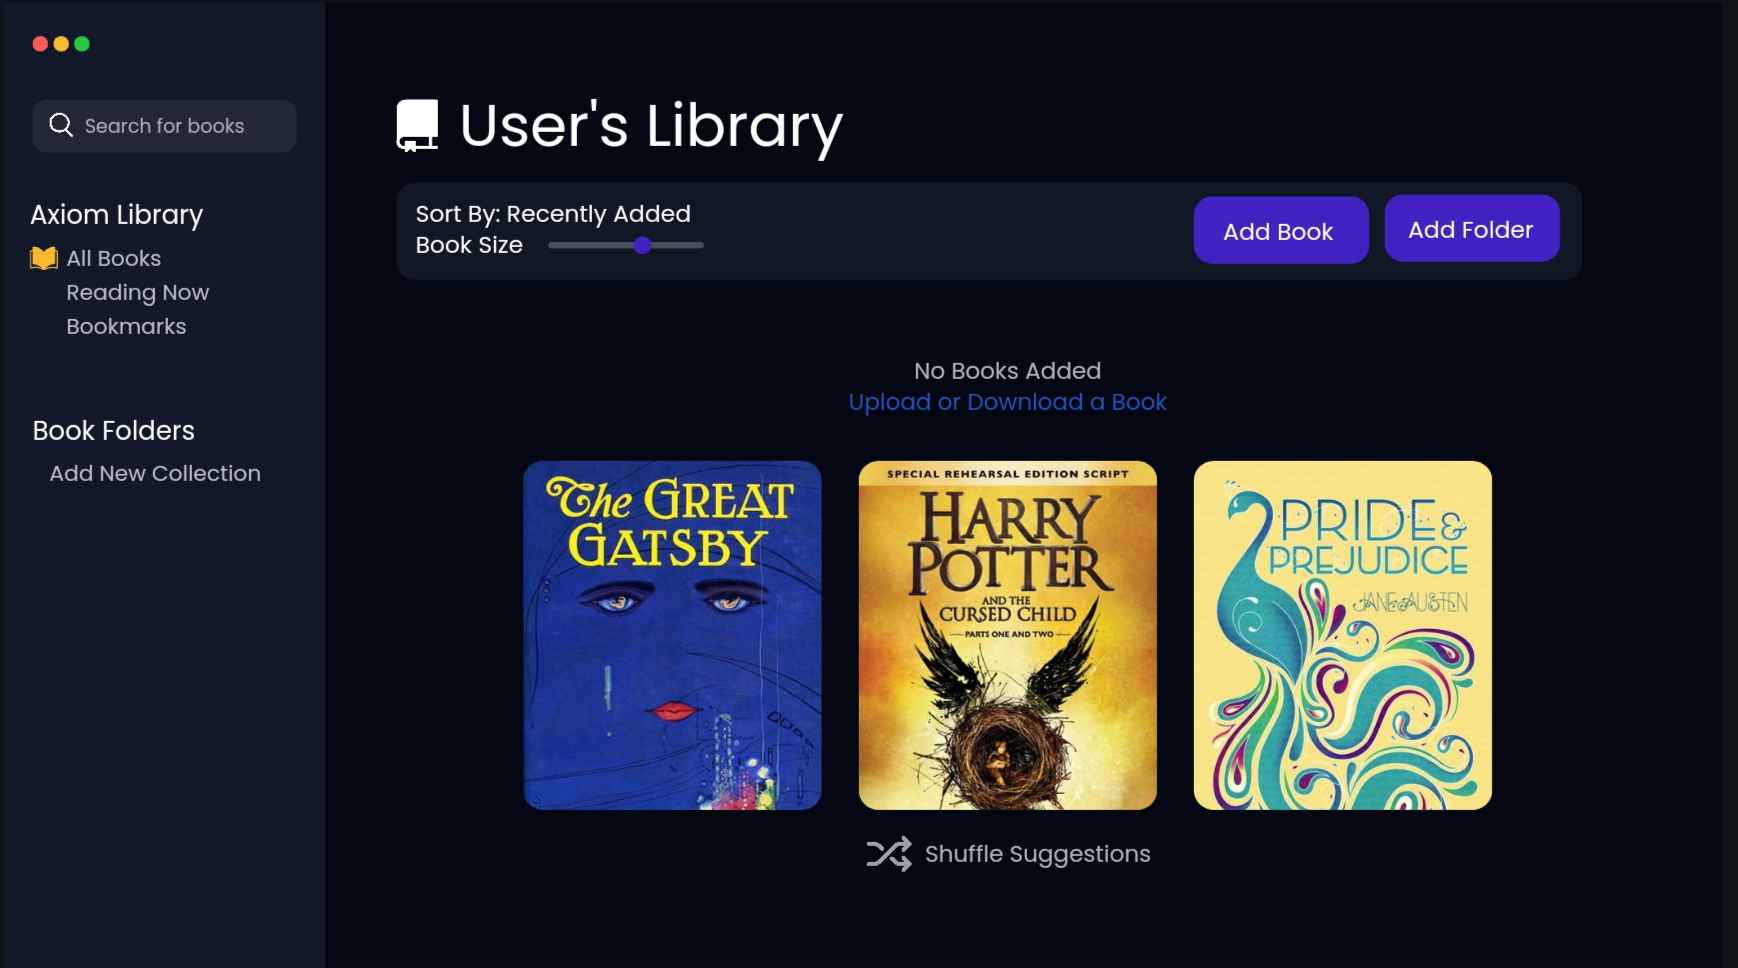 Search for books
Axiom Library
All Books
Reading Now
Bookmarks
Book Folders
Add New Collection
User's Library
Sort By: Recently Added
Book Size
Add Book
Add Folder
No Books Added
Upload or Download a Book
The GREAT
GATSBY
SPECIAL REHEARSAL EDITION SCRIPT
HARRY
POTTER
AND THE
CURSED CHILD
PARTS ONE AND TWO
PRIDE &
PREJUDICE
JANE AUSTEN
Shuffle Suggestions